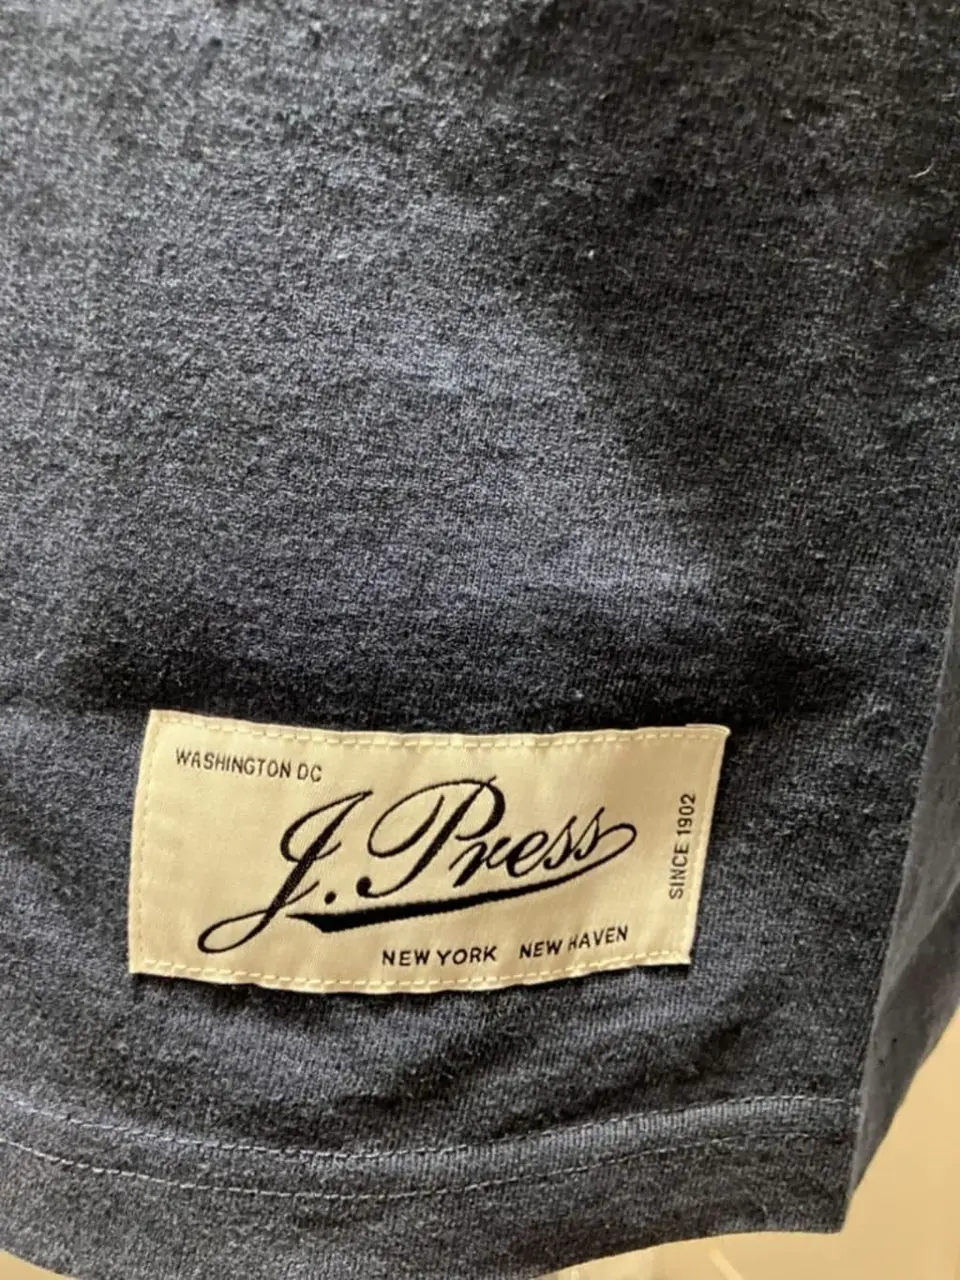 WASHINGTON DC
J. Press
SINCE 1902
NEW YORK NEW HAVEN